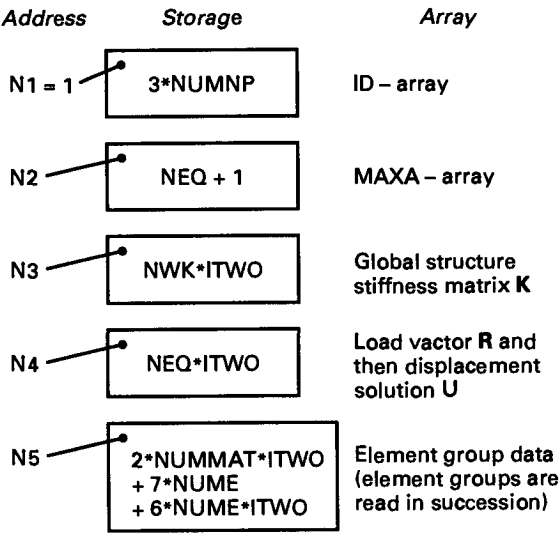 Address Storage Array
N1 = 1 3*NUMNP ID – array
N2 NEQ + 1 MAXA – array
N3 NWK*ITWO Global structure
stiffness matrix K
N4 NEQ*ITWO Load vactor R and
then displacement
solution U
N5 2*NUMMAT*ITWO Element group data
+ 7*NUME (element groups are
+ 6*NUME*ITWO read in succession)